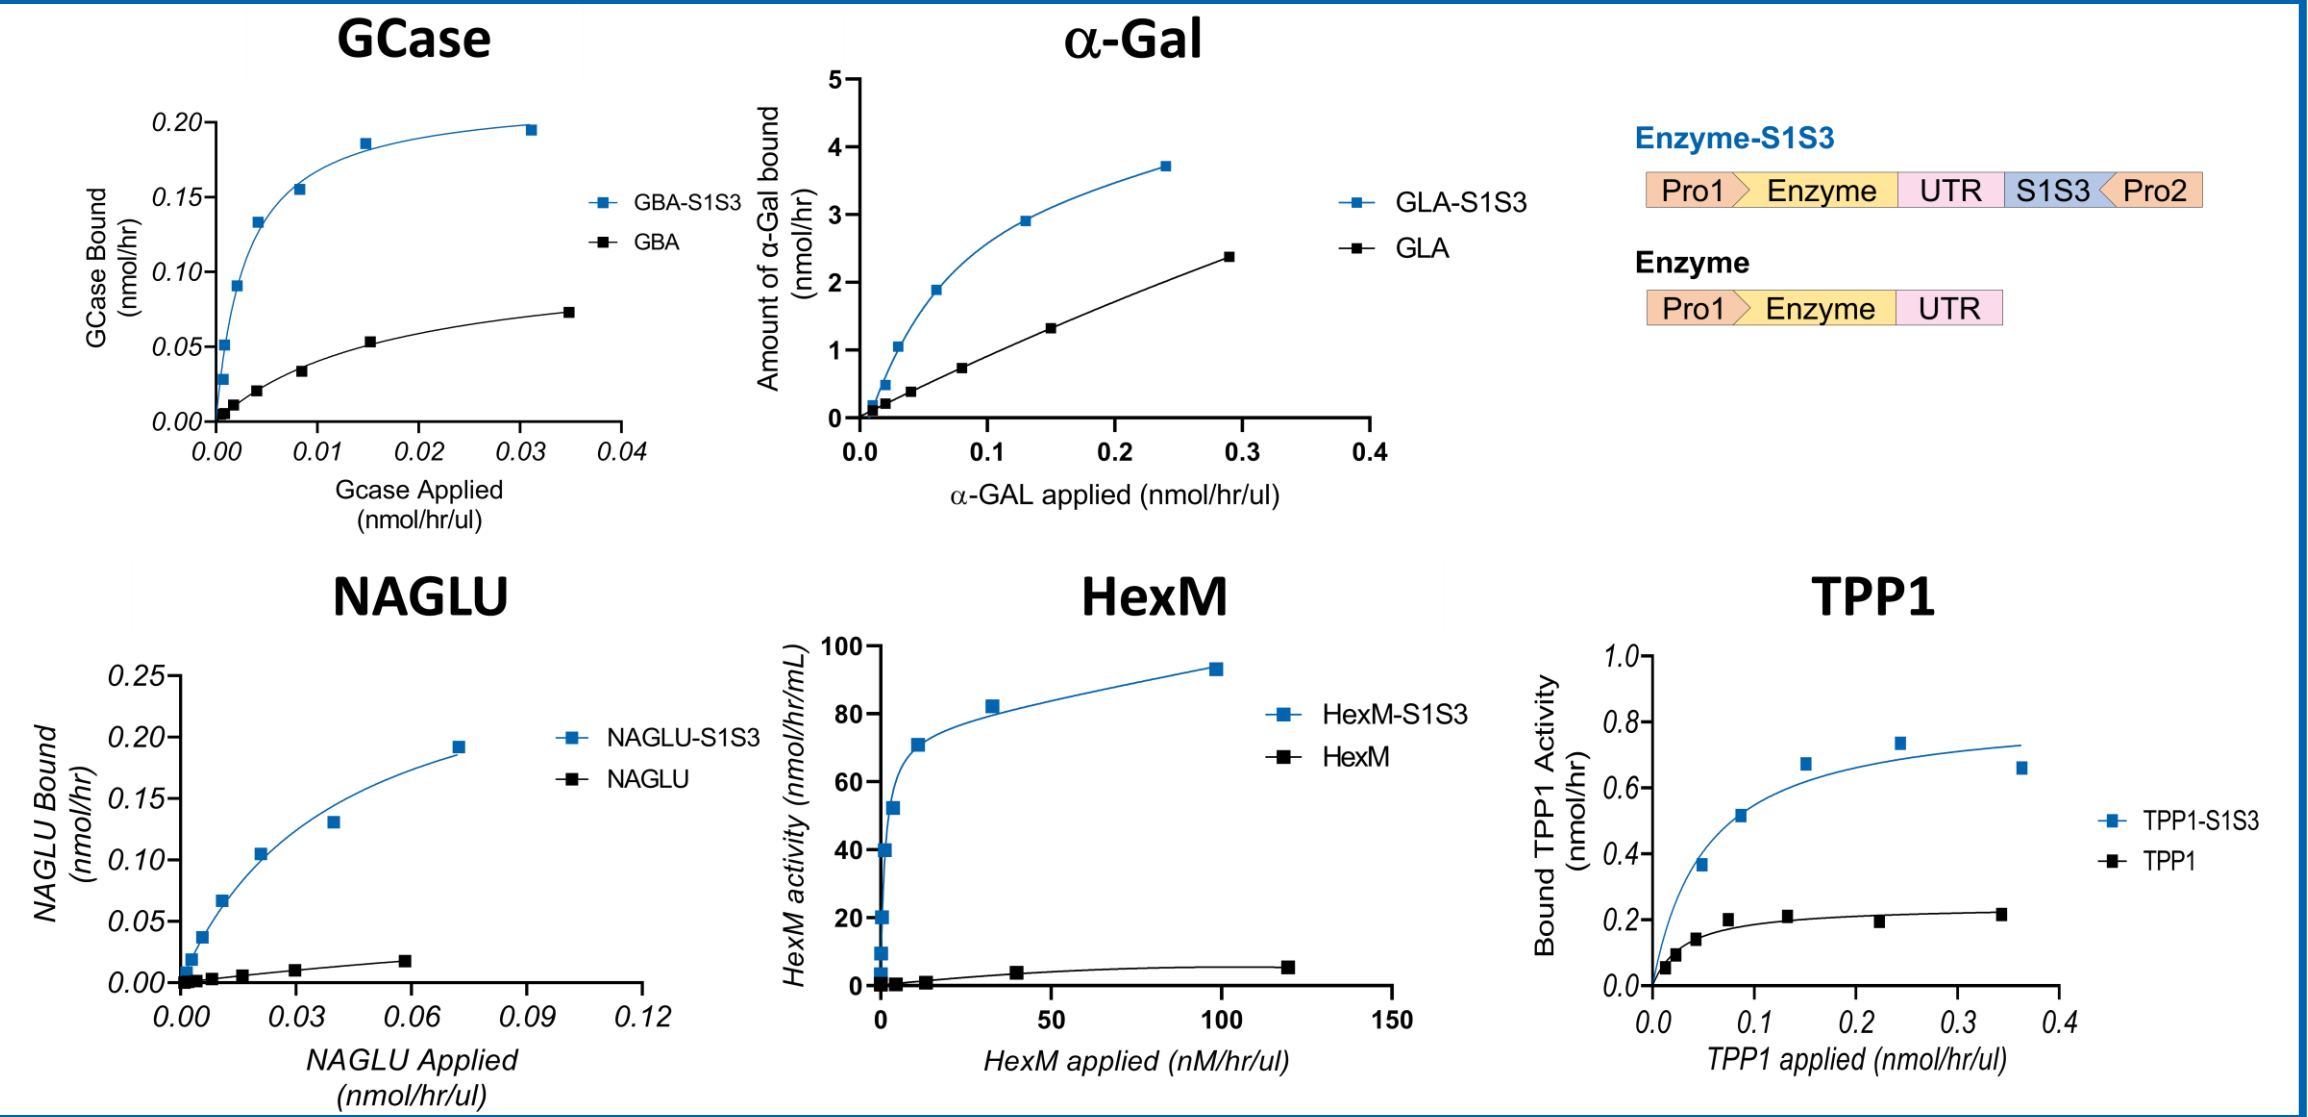 GCase
GCase Bound
(nmol/hr)
0.20
0.15
0.10
0.05
0.00
0.00 0.01 0.02 0.03 0.04
Gcase Applied
(nmol/hr/ul)
GBA-S1S3
GBA
α-Gal
Amount of α-Gal bound
(nmol/hr)
5
4
3
2
1
0
0.0 0.1 0.2 0.3 0.4
α-GAL applied (nmol/hr/ul)
GLA-S1S3
GLA
Enzyme-S1S3
Pro1 Enzyme UTR S1S3 Pro2
Enzyme
Pro1 Enzyme UTR
NAGLU
NAGLU Bound
(nmol/hr)
0.25
0.20
0.15
0.10
0.05
0.00
0.00 0.03 0.06 0.09 0.12
NAGLU Applied
(nmol/hr/ul)
NAGLU-S1S3
NAGLU
HexM
HexM activity (nmol/hr/mL)
100
80
60
40
20
0
0 50 100 150
HexM applied (nM/hr/ul)
HexM-S1S3
HexM
TPP1
Bound TPP1 Activity
(nmol/hr)
1.0
0.8
0.6
0.4
0.2
0.0
0.0 0.1 0.2 0.3 0.4
TPP1 applied (nmol/hr/ul)
TPP1-S1S3
TPP1